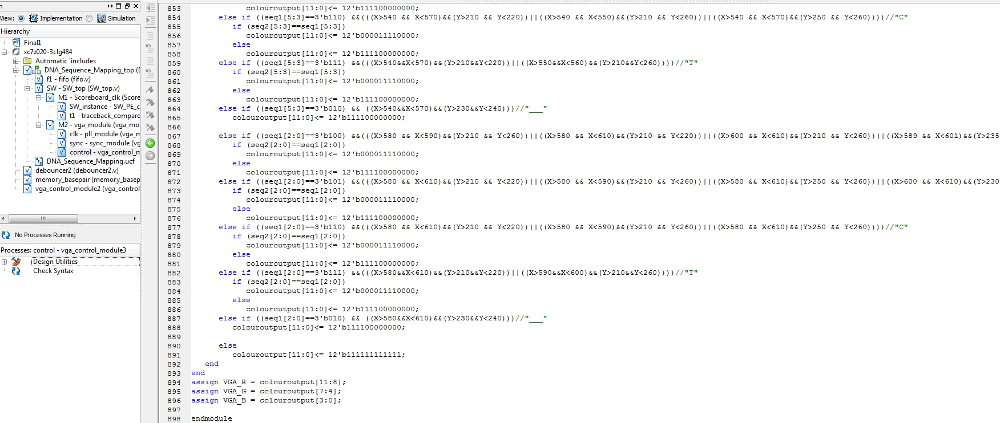 View:
Implementation
Simulation
Hierarchy
Final1
xc7z020-3clg484
Automatic `includes
DNA_Sequence_Mapping_top (
f1 - fifo (fifo.v)
SW - SW_top (SW_top.v)
M1 - Scoreboard_clk (Score
SW_instance - SW_PE_c
t1 - traceback_compare
M2 - vga_module (vga_mo
clk - pll_module (vga_n
sync - sync_module (vg
control - vga_control_n
DNA_Sequence_Mapping.ucf
debouncer2 (debouncer2.v)
memory_basepair (memory_basep
vga_control_module2 (vga_control
No Processes Running
Processes: control - vga_control_module3
Design Utilities
Check Syntax
853 colouroutput[11:0]<= 12'b111100000000;
854 else if ((seq1[5:3]==3'b110) &&(((X>540 && X<570)&&(Y>210 && Y<220))||((X>540 && X<550)&&(Y>210 && Y<260))||((X>540 && X<570)&&(Y>250 && Y<260))))//"C"
855 if (seq2[5:3]==seq1[5:3])
856 colouroutput[11:0]<= 12'b000011110000;
857 else
858 colouroutput[11:0]<= 12'b111100000000;
859 else if ((seq1[5:3]==3'b111) &&(((X>540&&X<570)&&(Y>210&&Y<220))||((X>550&&X<560)&&(Y>210&&Y<260))))//"T"
860 if (seq2[5:3]==seq1[5:3])
861 colouroutput[11:0]<= 12'b000011110000;
862 else
863 colouroutput[11:0]<= 12'b111100000000;
864 else if ((seq1[5:3]==3'b010) && ((X>540&&X<570)&&(Y>230&&Y<240)))//"___"
865 colouroutput[11:0]<= 12'b111100000000;
866
867 else if ((seq1[2:0]==3'b100) &&(((X>580 && X<590)&&(Y>210 && Y<260))||((X>580 && X<610)&&(Y>210 && Y<220))||((X>600 && X<610)&&(Y>210 && Y<260))||((X>589 && X<601)&&(Y>235
868 if (seq2[2:0]==seq1[2:0])
869 colouroutput[11:0]<= 12'b000011110000;
870 else
871 colouroutput[11:0]<= 12'b111100000000;
872 else if ((seq1[2:0]==3'b101) &&(((X>580 && X<610)&&(Y>210 && Y<220))||((X>580 && X<590)&&(Y>210 && Y<260))||((X>580 && X<610)&&(Y>250 && Y<260))||((X>600 && X<610)&&(Y>230
873 if (seq2[2:0]==seq1[2:0])
874 colouroutput[11:0]<= 12'b000011110000;
875 else
876 colouroutput[11:0]<= 12'b111100000000;
877 else if ((seq1[2:0]==3'b110) &&(((X>580 && X<610)&&(Y>210 && Y<220))||((X>580 && X<590)&&(Y>210 && Y<260))||((X>580 && X<610)&&(Y>250 && Y<260))))//"C"
878 if (seq2[2:0]==seq1[2:0])
879 colouroutput[11:0]<= 12'b000011110000;
880 else
881 colouroutput[11:0]<= 12'b111100000000;
882 else if ((seq1[2:0]==3'b111) &&(((X>580&&X<610)&&(Y>210&&Y<220))||((X>590&&X<600)&&(Y>210&&Y<260))))//"T"
883 if (seq2[2:0]==seq1[2:0])
884 colouroutput[11:0]<= 12'b000011110000;
885 else
886 colouroutput[11:0]<= 12'b111100000000;
887 else if ((seq1[2:0]==3'b010) && ((X>580&&X<610)&&(Y>230&&Y<240)))//"___"
888 colouroutput[11:0]<= 12'b111100000000;
889
890 else
891 colouroutput[11:0]<= 12'b111111111111;
892 end
893 end
894 assign VGA_R = colouroutput[11:8];
895 assign VGA_G = colouroutput[7:4];
896 assign VGA_B = colouroutput[3:0];
897
898 endmodule